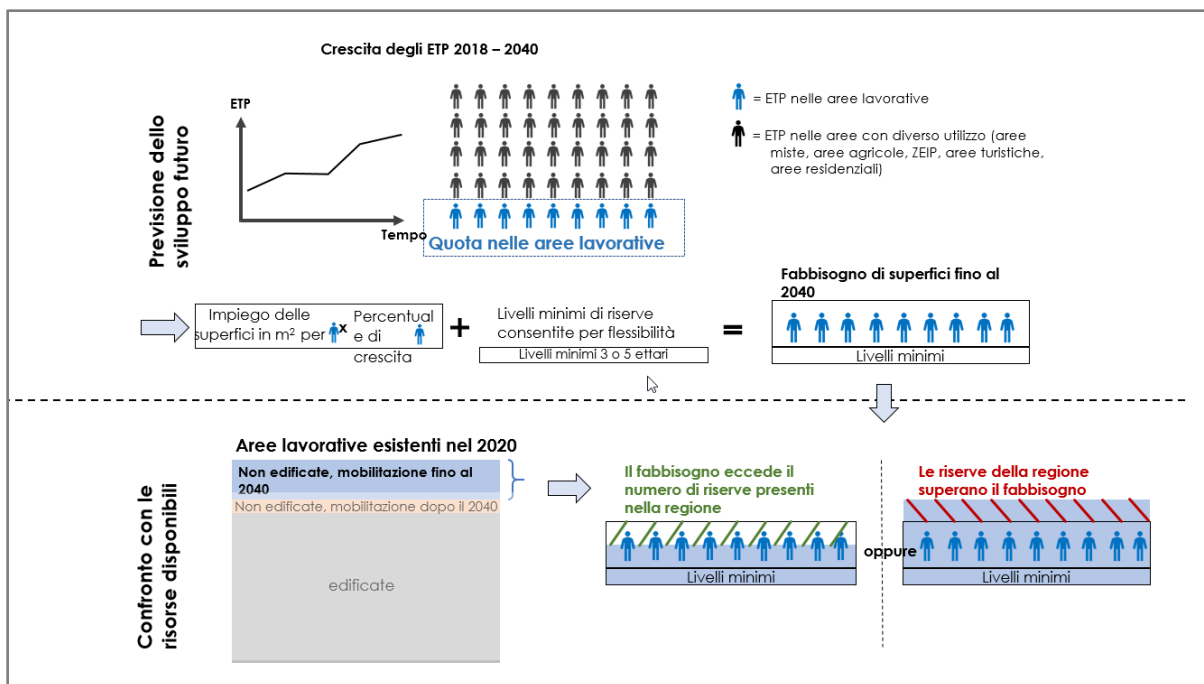 Crescita degli ETP 2018 – 2040
ETP
Tempo
Quota nelle aree lavorative
= ETP nelle aree lavorative
= ETP nelle aree con diverso utilizzo (aree
miste, aree agricole, ZEIP, aree turistiche,
aree residenziali)
Previsione dello
sviluppo futuro
Impiego delle
superfici in m² per
x
Percentual
e di
crescita
+
Livelli minimi di riserve
consentite per flessibilità
Livelli minimi 3 o 5 ettari
=
Fabbisogno di superfici fino al
2040
Livelli minimi
Confronto con le
risorse disponibili
Aree lavorative esistenti nel 2020
Non edificate, mobilitazione fino al
2040
Non edificate, mobilitazione dopo il 2040
edificate
Il fabbisogno eccede il
numero di riserve presenti
nella regione
Livelli minimi
oppure
Le riserve della regione
superano il fabbisogno
Livelli minimi